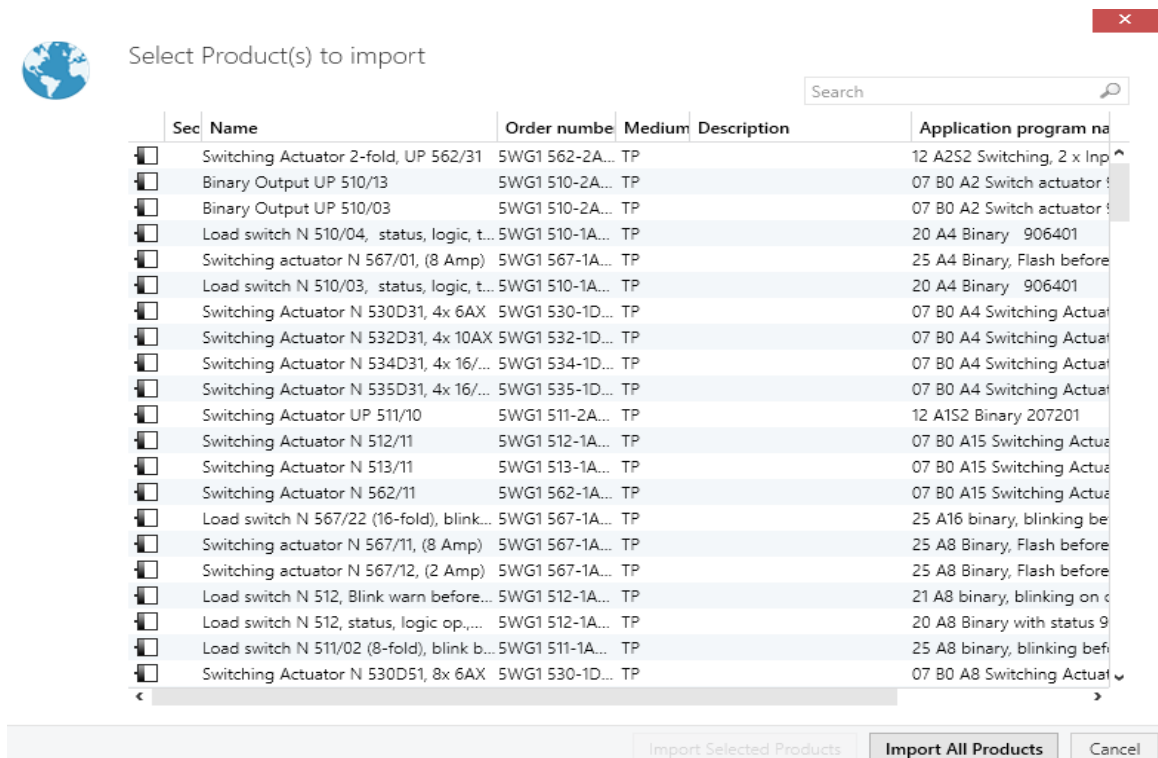 Select Product(s) to import
Search
Sec Name Order numbe Medium Description Application program na
Switching Actuator 2-fold, UP 562/31 5WG1 562-2A... TP 12 A2S2 Switching, 2 x Inp
Binary Output UP 510/13 5WG1 510-2A... TP 07 B0 A2 Switch actuator
Binary Output UP 510/03 5WG1 510-2A... TP 07 B0 A2 Switch actuator
Load switch N 510/04, status, logic, t... 5WG1 510-1A... TP 20 A4 Binary 906401
Switching actuator N 567/01, (8 Amp) 5WG1 567-1A... TP 25 A4 Binary, Flash before
Load switch N 510/03, status, logic, t... 5WG1 510-1A... TP 20 A4 Binary 906401
Switching Actuator N 530D31, 4x 6AX 5WG1 530-1D... TP 07 B0 A4 Switching Actuat
Switching Actuator N 532D31, 4x 10AX 5WG1 532-1D... TP 07 B0 A4 Switching Actuat
Switching Actuator N 534D31, 4x 16/... 5WG1 534-1D... TP 07 B0 A4 Switching Actuat
Switching Actuator N 535D31, 4x 16/... 5WG1 535-1D... TP 07 B0 A4 Switching Actuat
Switching Actuator UP 511/10 5WG1 511-2A... TP 12 A1S2 Binary 207201
Switching Actuator N 512/11 5WG1 512-1A... TP 07 B0 A15 Switching Actua
Switching Actuator N 513/11 5WG1 513-1A... TP 07 B0 A15 Switching Actua
Switching Actuator N 562/11 5WG1 562-1A... TP 07 B0 A15 Switching Actua
Load switch N 567/22 (16-fold), blink... 5WG1 567-1A... TP 25 A16 binary, blinking be
Switching actuator N 567/11, (8 Amp) 5WG1 567-1A... TP 25 A8 Binary, Flash before
Switching actuator N 567/12, (2 Amp) 5WG1 567-1A... TP 25 A8 Binary, Flash before
Load switch N 512, Blink warn before... 5WG1 512-1A... TP 21 A8 binary, blinking on
Load switch N 512, status, logic op.,... 5WG1 512-1A... TP 20 A8 Binary with status 9
Load switch N 511/02 (8-fold), blink b... 5WG1 511-1A... TP 25 A8 binary, blinking bef
Switching Actuator N 530D51, 8x 6AX 5WG1 530-1D... TP 07 B0 A8 Switching Actuat
Import Selected Products Import All Products Cancel